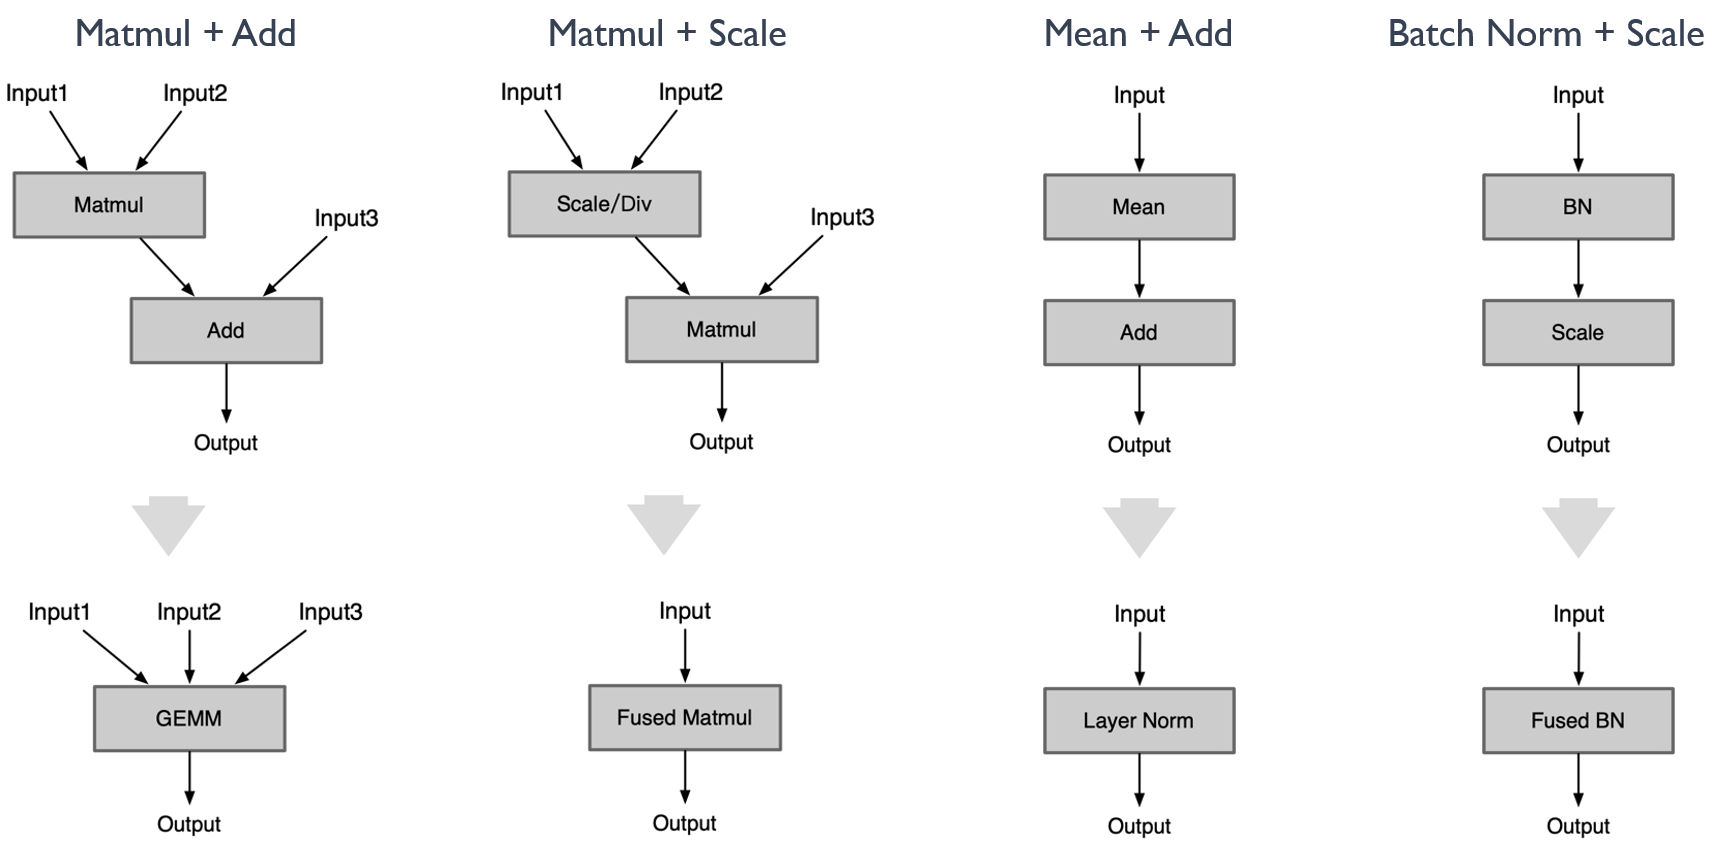 Matmul + Add
Input1 Input2
Matmul
Input3
Add
Output
Input1 Input2 Input3
GEMM
Output
Matmul + Scale
Input1 Input2
Scale/Div
Input3
Matmul
Output
Input
Fused Matmul
Output
Mean + Add
Input
Mean
Add
Output
Input
Layer Norm
Output
Batch Norm + Scale
Input
BN
Scale
Output
Input
Fused BN
Output